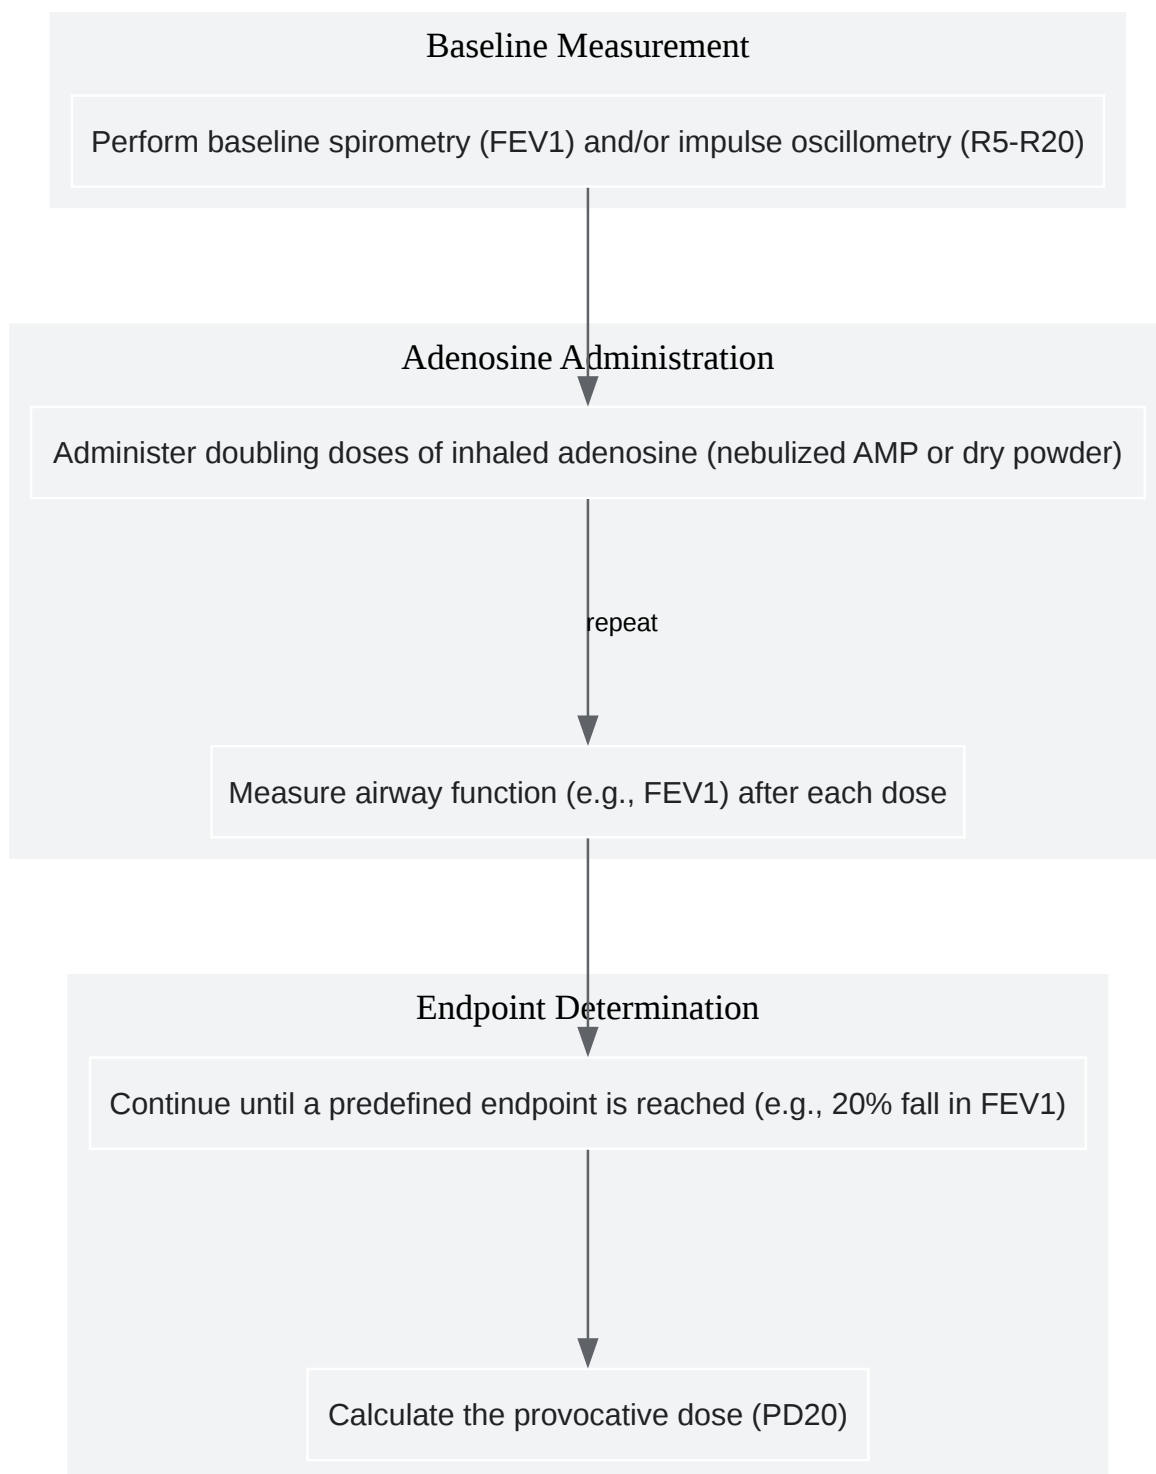 Baseline Measurement
Perform baseline spirometry (FEV1) and/or impulse oscillometry (R5-R20)
Adenosine Administration
Administer doubling doses of inhaled adenosine (nebulized AMP or dry powder)
repeat
Measure airway function (e.g., FEV1) after each dose
Endpoint Determination
Continue until a predefined endpoint is reached (e.g., 20% fall in FEV1)
Calculate the provocative dose (PD20)